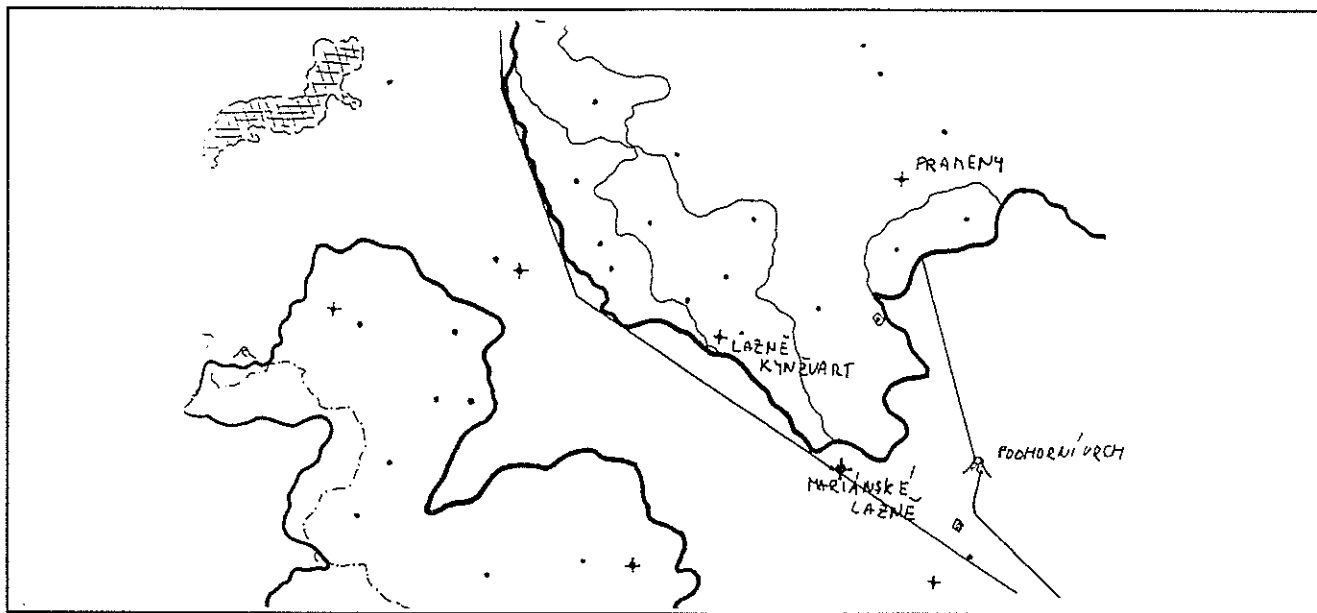 PRAMENY
LÁZNĚ
KYNŽVART
PODHORNÍ VRCH
MARIÁNSKÉ
LÁZNĚ